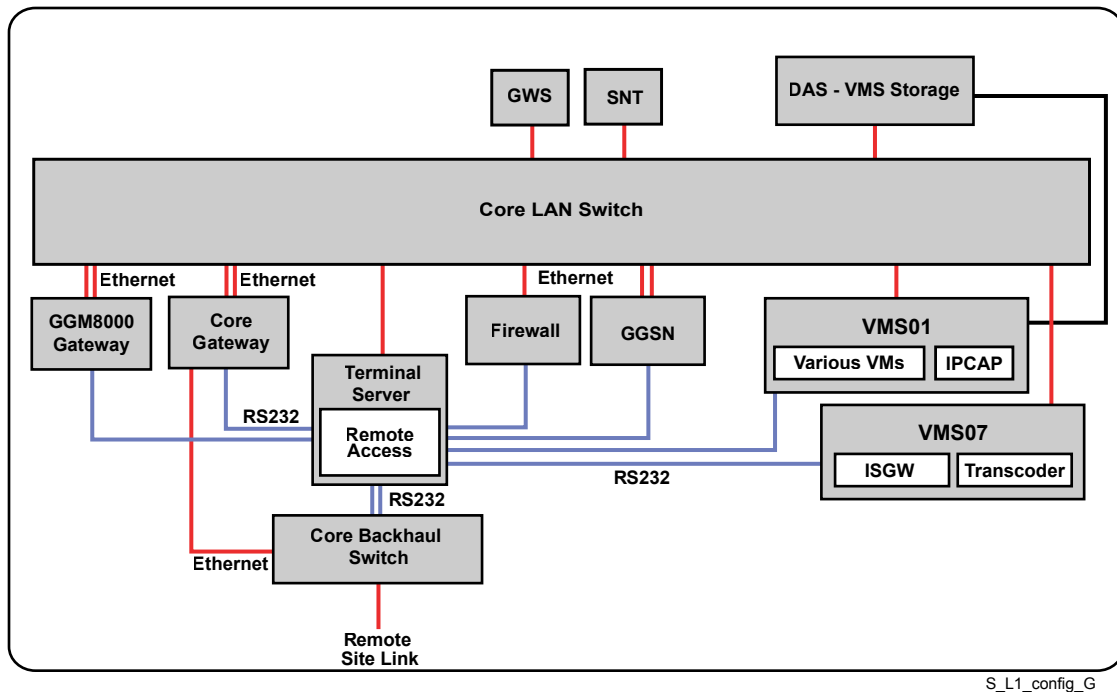 GWS
SNT
DAS - VMS Storage
Core LAN Switch
Ethernet
Ethernet
Ethernet
GGM8000
Gateway
Core
Gateway
Firewall
GGSN
VMS01
Various VMs
IPCAP
Terminal
Server
Remote
Access
RS232
VMS07
ISGW
Transcoder
RS232
RS232
Core Backhaul
Switch
Ethernet
Remote
Site Link
S_L1_config_G